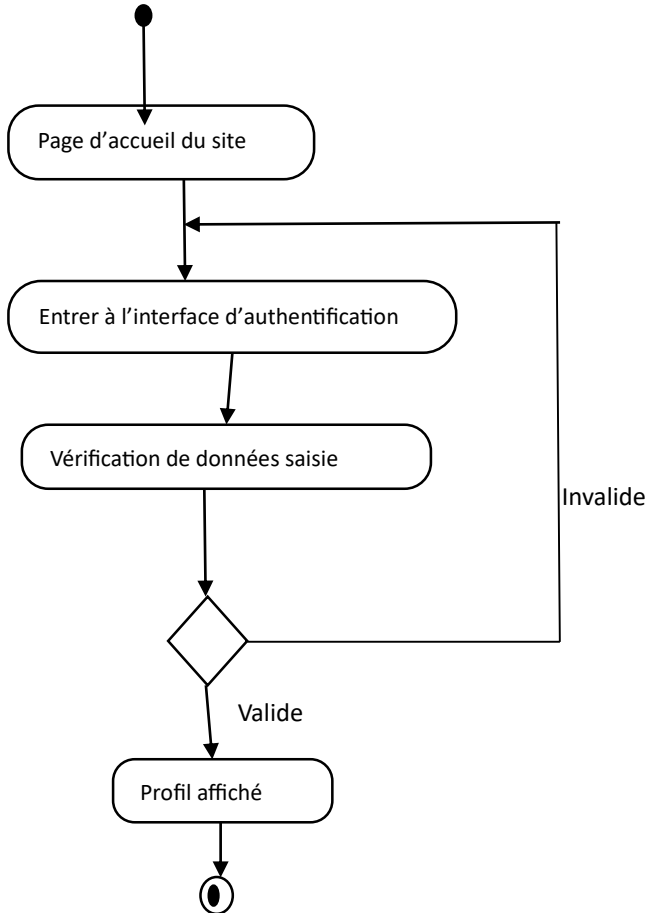 Page d’accueil du site
Entrer à l’interface d’authentification
Vérification de données saisie
Invalide
Valide
Profil affiché